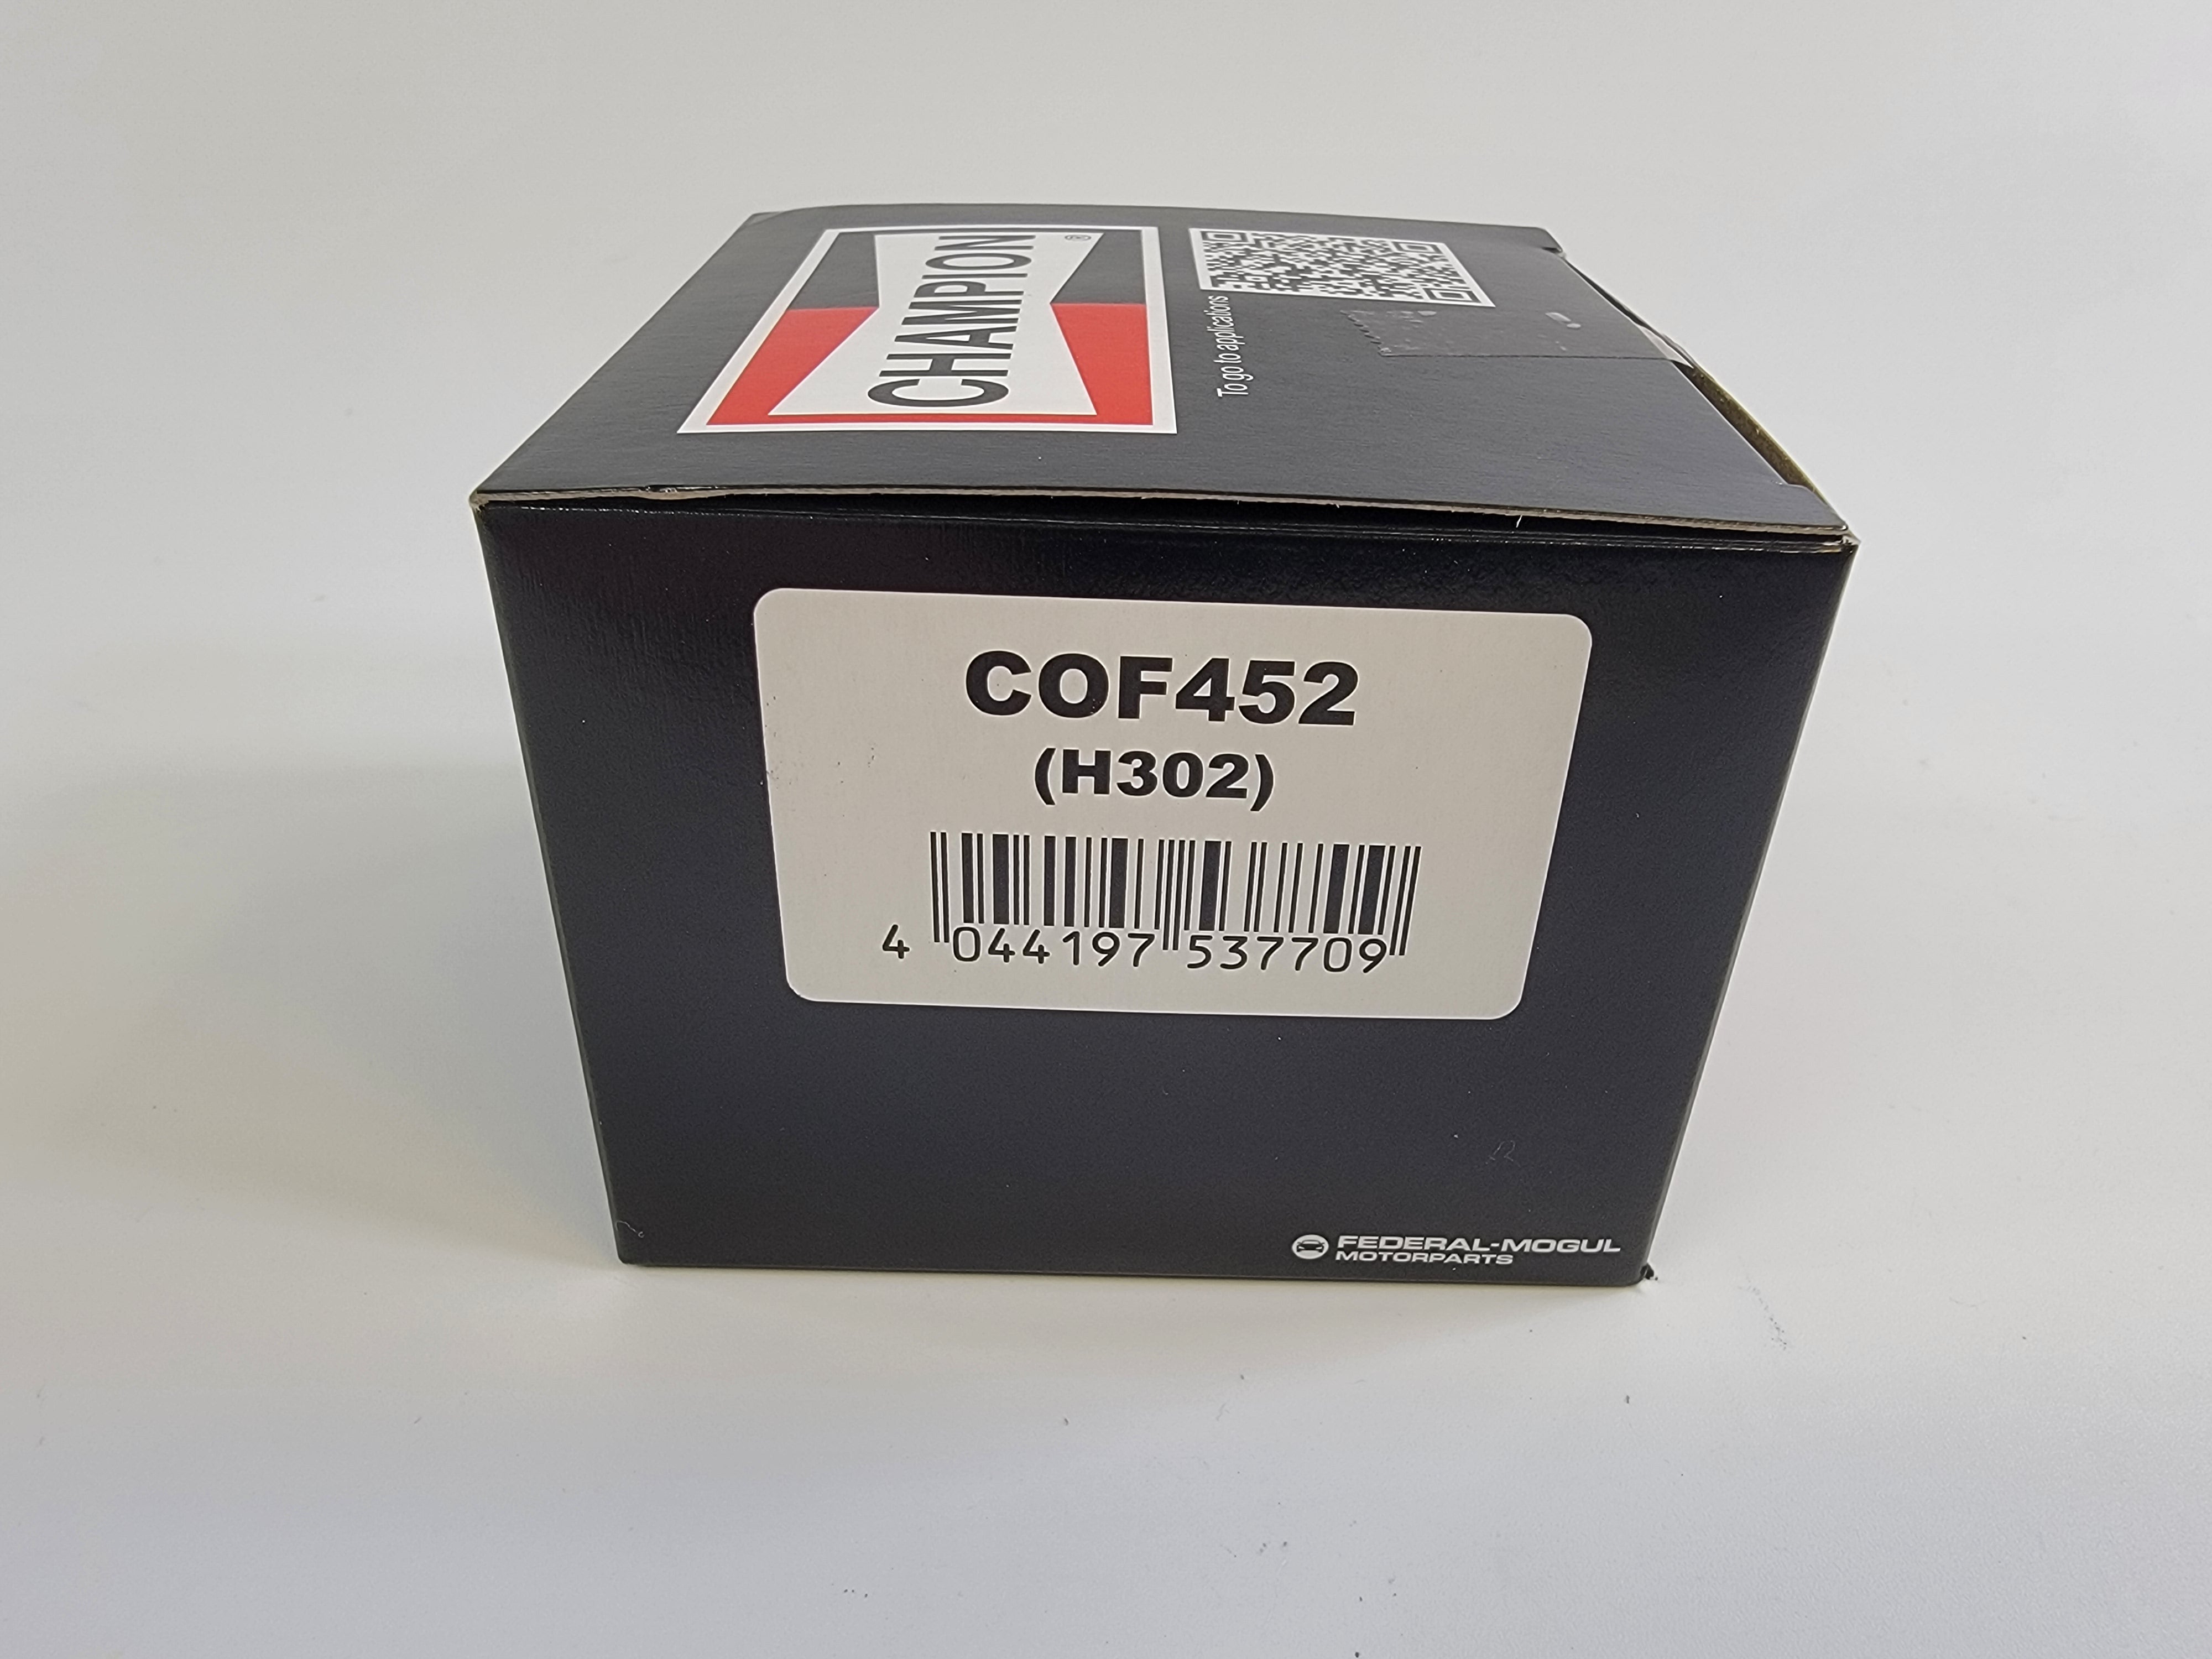 CHAMPION
®
To go to applications
COF452
(H302)
4 044197 537709
FEDERAL-MOGUL
MOTORPARTS